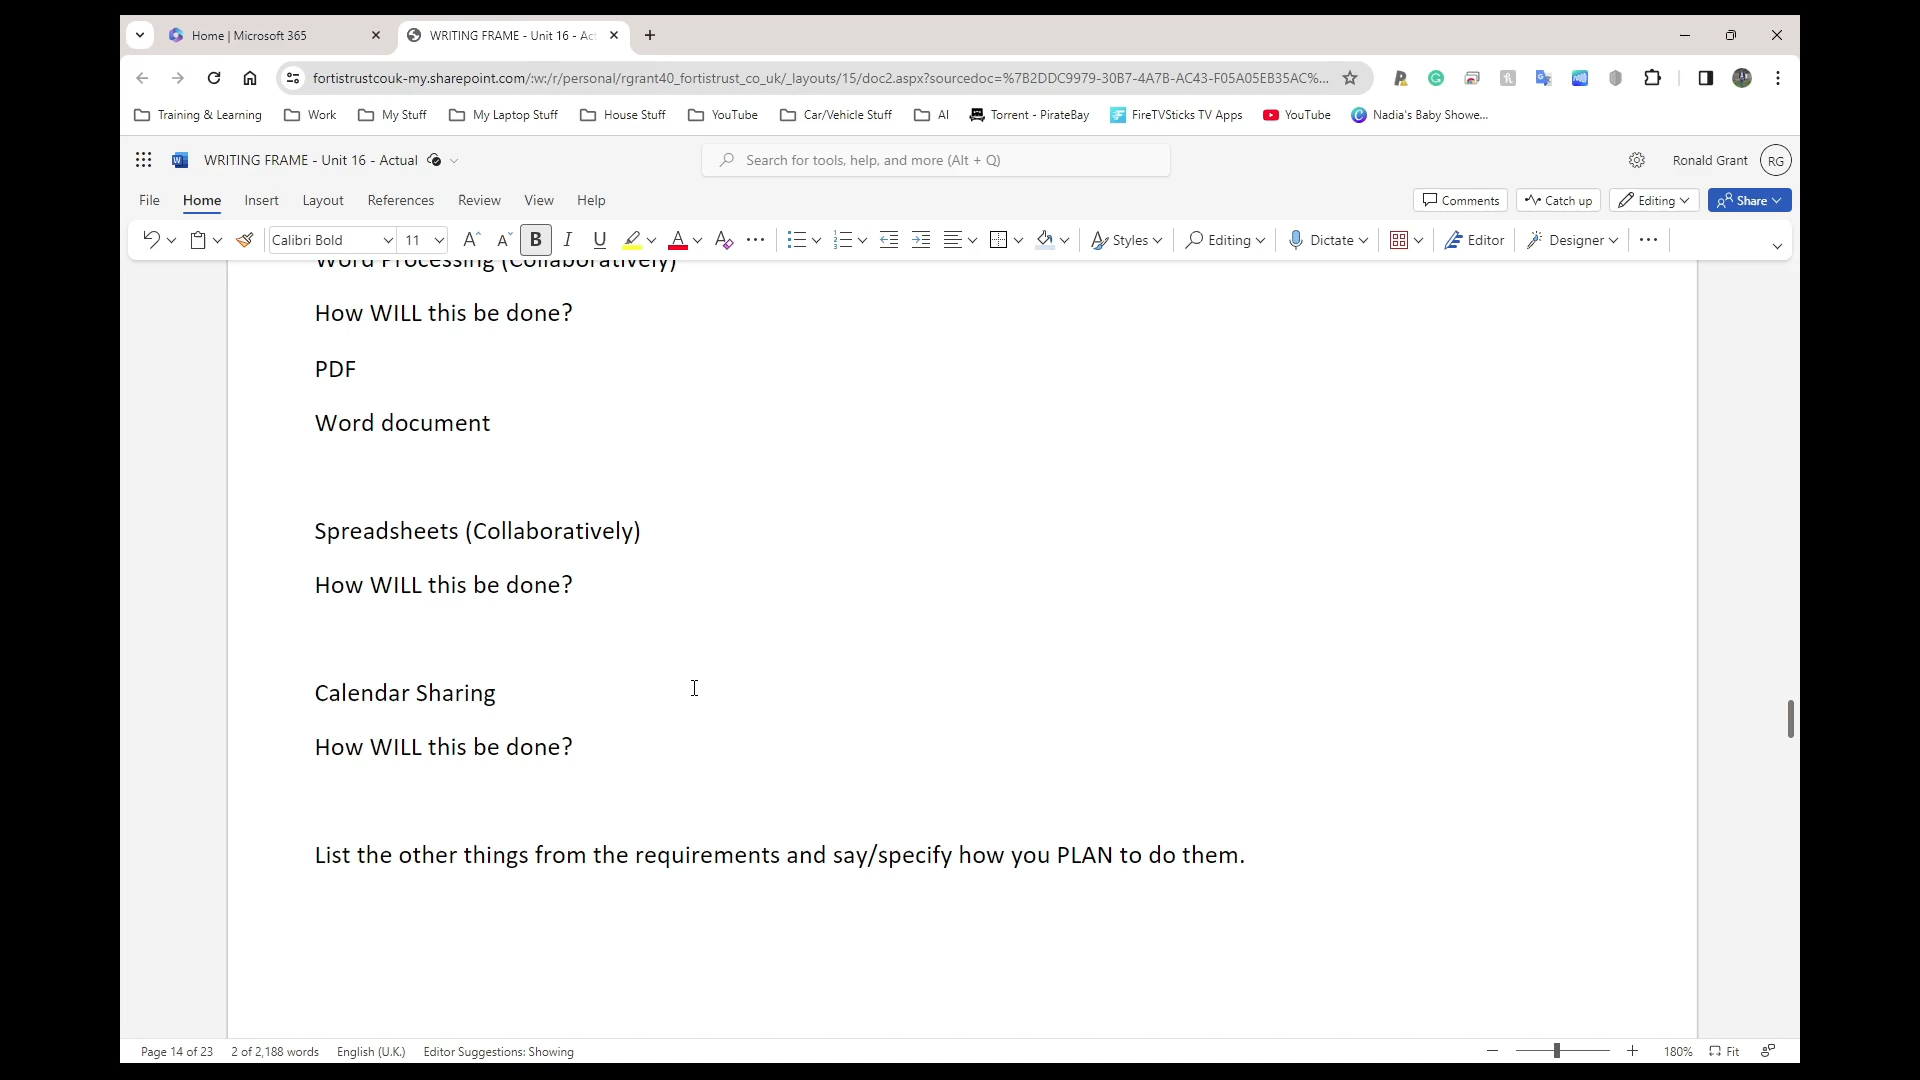 Home | Microsoft 365
WRITING FRAME - Unit 16 - Act
fortistrustcouk-my.sharepoint.com/:w:/r/personal/rgrant40_fortistrust_co_uk/_layouts/15/doc2.aspx?sourcedoc=%7B2DDC9979-30B7-4A7B-AC43-F05A05EB35AC%...
Training & Learning Work My Stuff My Laptop Stuff House Stuff YouTube Car/Vehicle Stuff AI Torrent - PirateBay FireTVSticks TV Apps YouTube Nadia's Baby Showe...
WRITING FRAME - Unit 16 - Actual Search for tools, help, and more (Alt + Q) Ronald Grant RG
File Home Insert Layout References Review View Help Comments Catch up Editing Share
Calibri Bold 11 A A B I U A A Styles Editing Dictate Editor Designer
Word Processing (Collaboratively)
How WILL this be done?
PDF
Word document
Spreadsheets (Collaboratively)
How WILL this be done?
Calendar Sharing
How WILL this be done?
List the other things from the requirements and say/specify how you PLAN to do them.
Page 14 of 23 2 of 2,188 words English (U.K.) Editor Suggestions: Showing 180% Fit